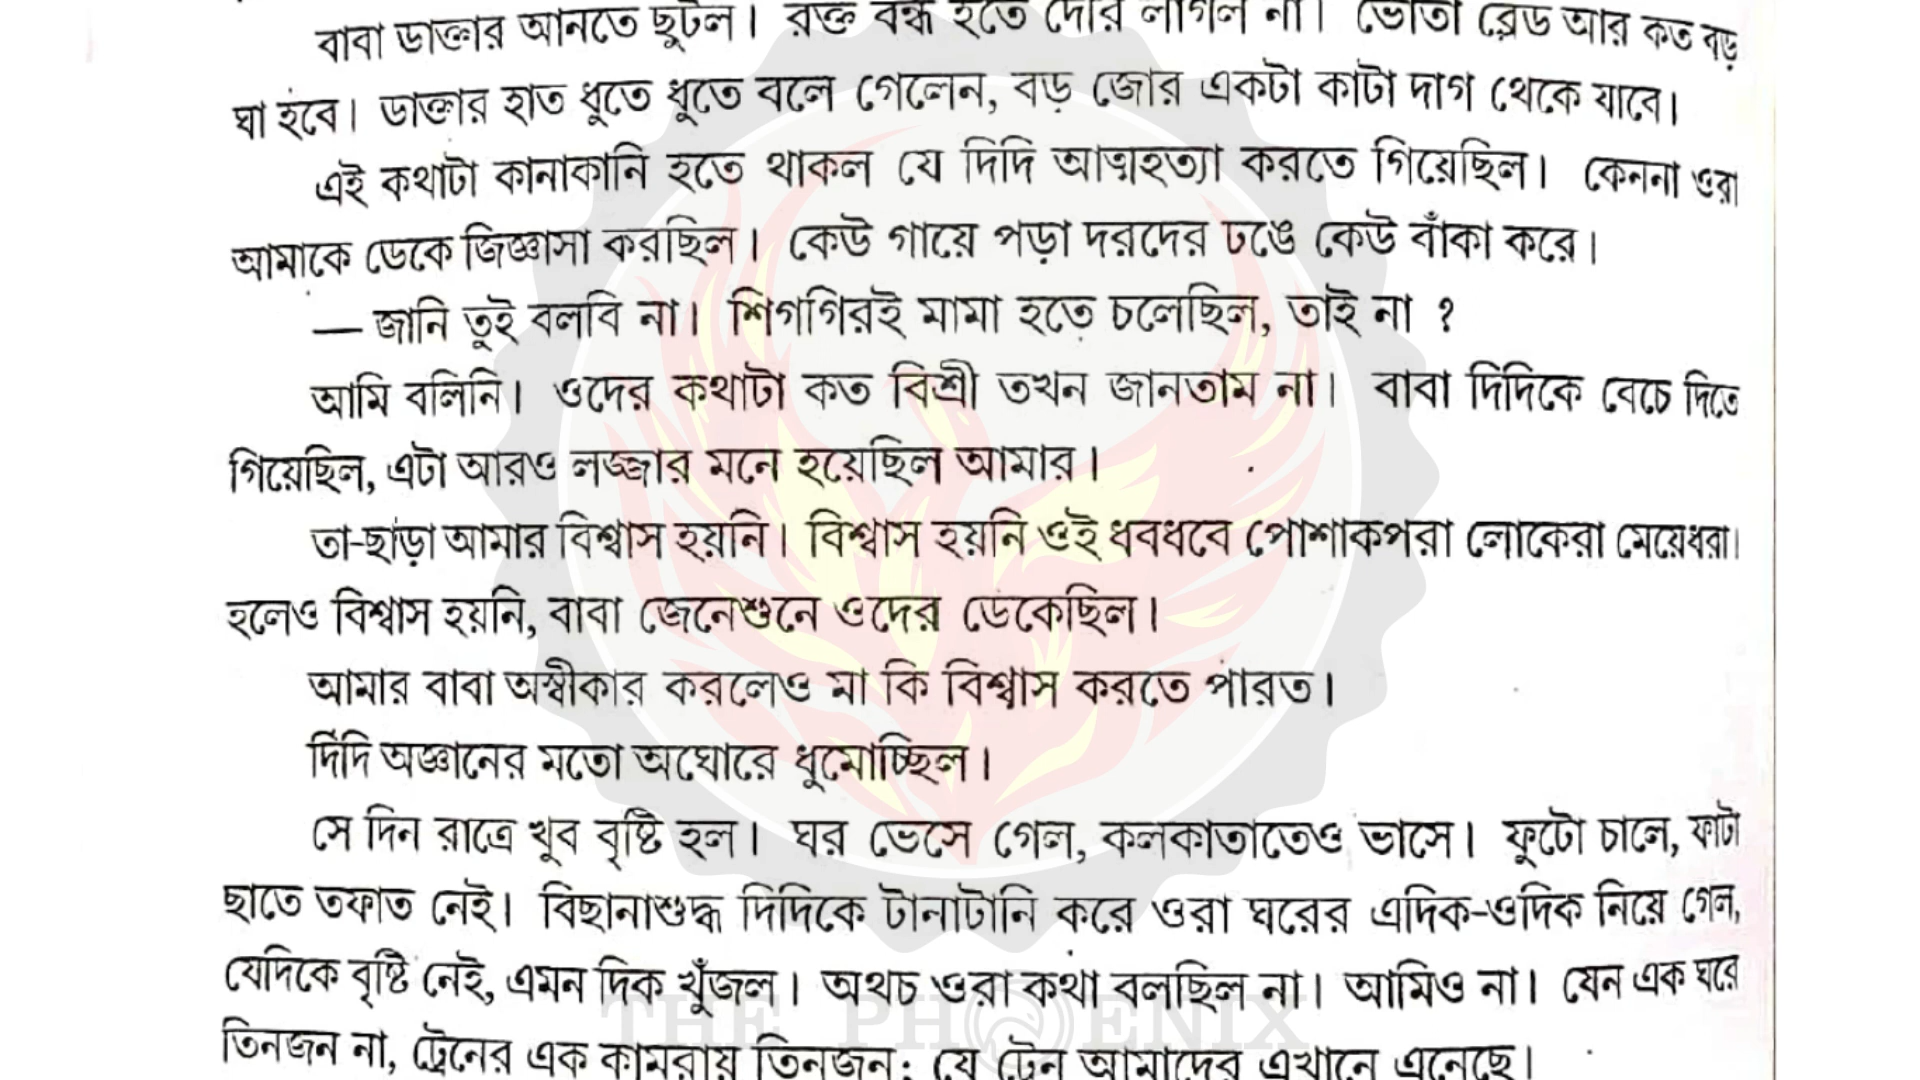 বাবা ডাক্তার আনতে ছুটল। রক্ত বন্ধ হতে দেরি লাগল না। ভোঁতা ব্লেড আর কত বড়
ঘা হবে। ডাক্তার হাত ধুতে ধুতে বলে গেলেন, বড় জোর একটা কাটা দাগ থেকে যাবে।
এই কথাটা কানাকানি হতে থাকল যে দিদি আত্মহত্যা করতে গিয়েছিল। কেননা ওরা
আমাকে ডেকে জিজ্ঞাসা করছিল। কেউ গায়ে পড়া দরদের ঢঙে কেউ বাঁকা করে।
— জানি তুই বলবি না। শিগগিরই মামা হতে চলেছিল, তাই না ?
আমি বলিনি। ওদের কথাটা কত বিশ্রী তখন জানতাম না। বাবা দিদিকে বেচে দিতে
গিয়েছিল, এটা আরও লজ্জার মনে হয়েছিল আমার।
তা-ছাড়া আমার বিশ্বাস হয়নি। বিশ্বাস হয়নি ওই ধবধবে পোশাকপরা লোকেরা মেয়েধরা।
হলেও বিশ্বাস হয়নি, বাবা জেনেশুনে ওদের ডেকেছিল।
আমার বাবা অস্বীকার করলেও মা কি বিশ্বাস করতে পারত।
দিদি অজ্ঞানের মতো অঘোরে ধুমোচ্ছিল।
সে দিন রাত্রে খুব বৃষ্টি হল। ঘর ভেসে গেল, কলকাতাতেও ভাসে। ফুটো চালে, ফাটা
ছাতে তফাত নেই। বিছানাশুদ্ধ দিদিকে টানাটানি করে ওরা ঘরের এদিক-ওদিক নিয়ে গেল,
যেদিকে বৃষ্টি নেই, এমন দিক খুঁজল। অথচ ওরা কথা বলছিল না। আমিও না। যেন এক ঘরে
তিনজন না, ট্রেনের এক কামরায় তিনজন; যে ট্রেন আমাদের এখানে এনেছে।
THE PHOENIX